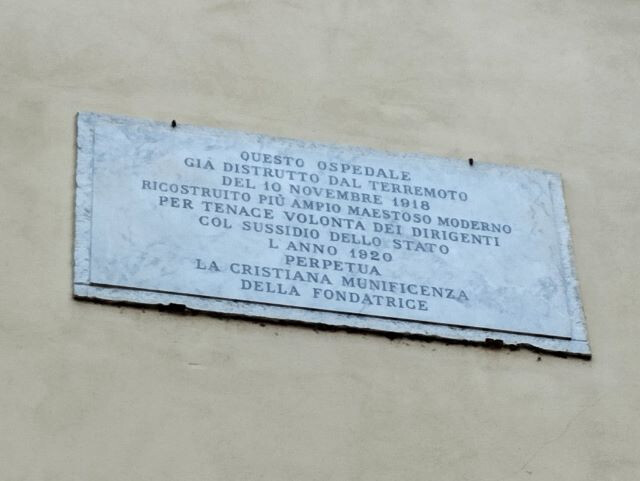 QUESTO OSPEDALE
GIÀ DISTRUTTO DAL TERREMOTO
DEL 10 NOVEMBRE 1918
RICOSTRUITO PIÙ AMPIO MAESTOSO MODERNO
PER TENACE VOLONTÀ DEI DIRIGENTI
COL SUSSIDIO DELLO STATO
L ANNO 1920
PERPETUA
LA CRISTIANA MUNIFICENZA
DELLA FONDATRICE